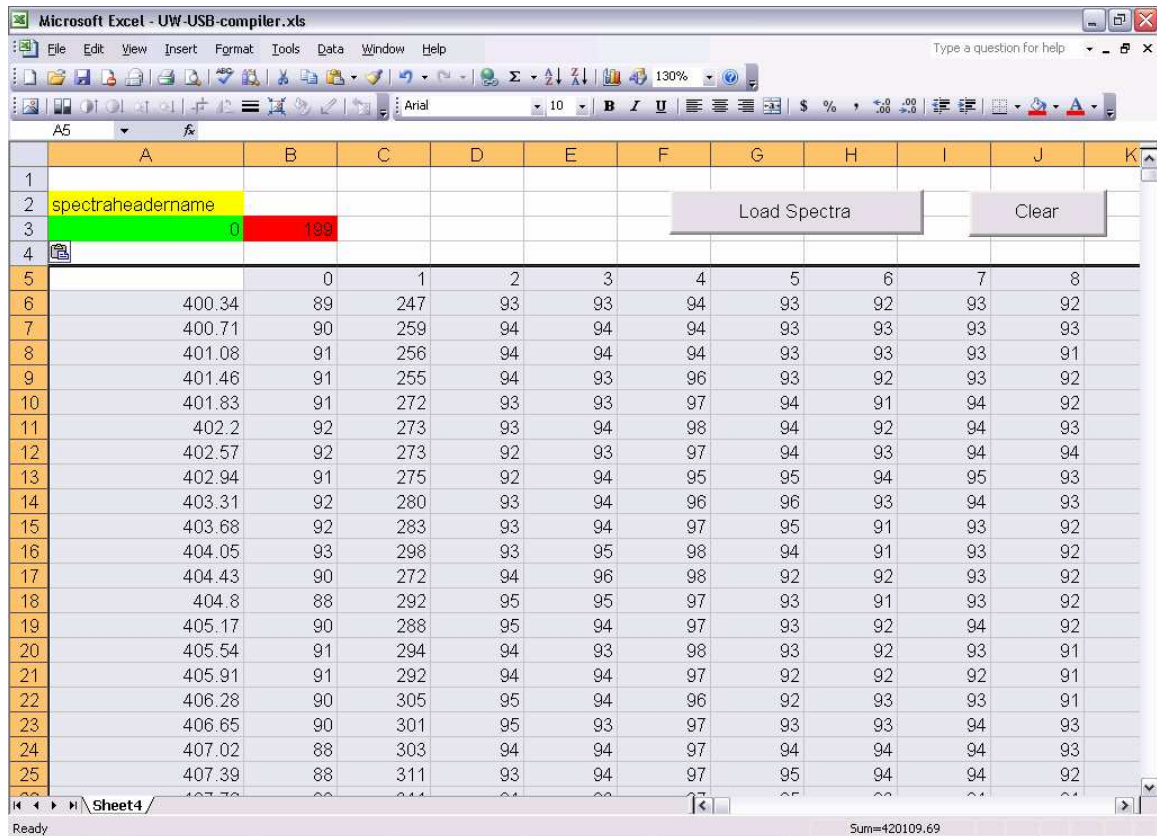 Microsoft Excel - UW-USB-compiler.xls
File Edit View Insert Format Tools Data Window Help Type a question for help
130%
Arial 10 B I U $ % ,
A5 fx
A B C D E F G H I J K
1
2 spectraheadername Load Spectra Clear
3 0 199
4
5 0 1 2 3 4 5 6 7 8
6 400.34 89 247 93 93 94 93 92 93 92
7 400.71 90 259 94 94 94 93 93 93 93
8 401.08 91 256 94 94 94 93 93 93 91
9 401.46 91 255 94 93 96 93 92 93 92
10 401.83 91 272 93 93 97 94 91 94 92
11 402.2 92 273 93 94 98 94 92 94 93
12 402.57 92 273 92 93 97 94 93 94 94
13 402.94 91 275 92 94 95 95 94 95 93
14 403.31 92 280 93 94 96 96 93 94 93
15 403.68 92 283 93 94 97 95 91 93 92
16 404.05 93 298 93 95 98 94 91 93 92
17 404.43 90 272 94 96 98 92 92 93 92
18 404.8 88 292 95 95 97 93 91 93 92
19 405.17 90 288 95 94 97 93 92 94 92
20 405.54 91 294 94 93 98 93 92 93 91
21 405.91 91 292 94 94 97 92 92 92 91
22 406.28 90 305 95 94 96 92 93 93 91
23 406.65 90 301 95 93 97 93 93 94 93
24 407.02 88 303 94 94 97 94 94 94 93
25 407.39 88 311 93 94 97 95 94 94 92
Sheet4
Ready Sum=420109.69